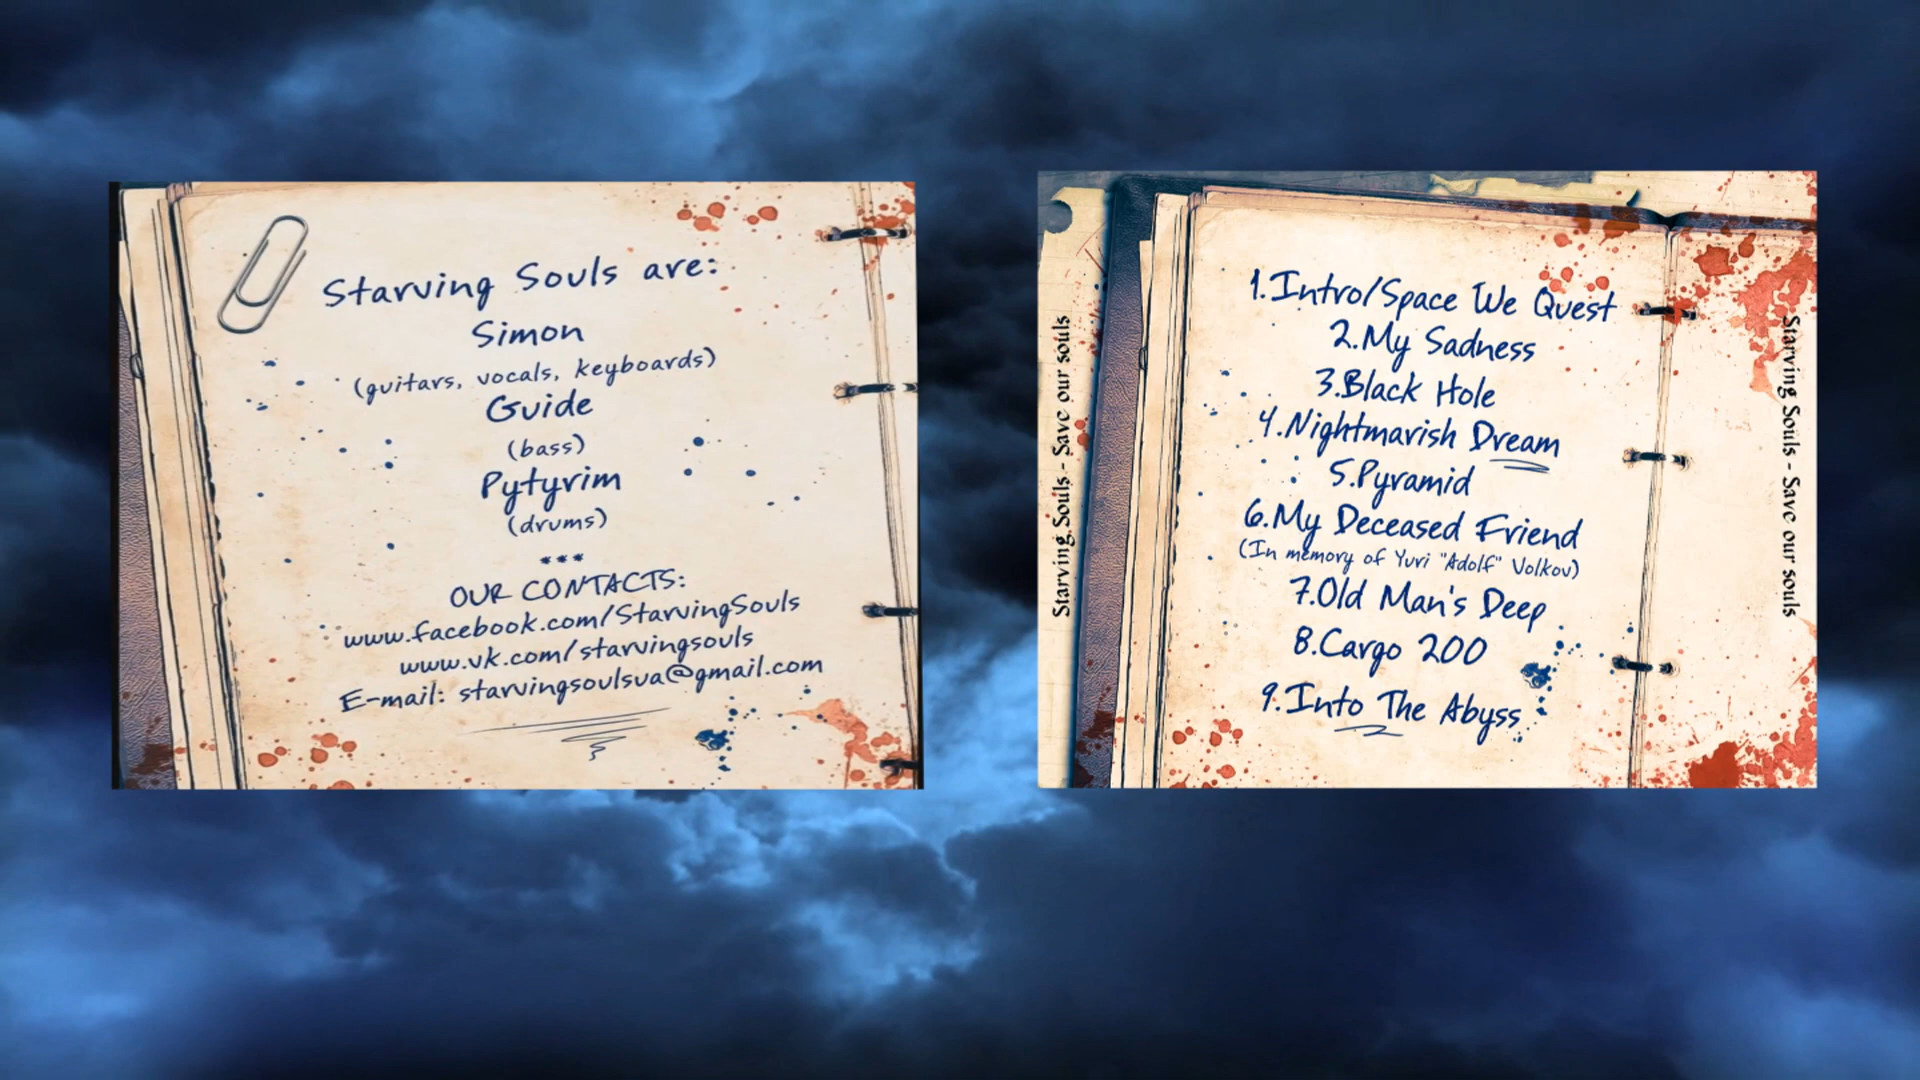 Starving Souls are:
Simon
(guitars, vocals, keyboards)
Guide
(bass)
Pytyrim
(drums)
***
OUR CONTACTS:
www.facebook.com/StarvingSouls
www.vk.com/starvingsouls
E-mail: starvingsoulsua@gmail.com
Starving Souls - Save our souls
1.Intro/Space We Quest
2.My Sadness
3.Black Hole
4.Nightmarish Dream
5.Pyramid
6.My Deceased Friend
(In memory of Yuri "Adolf" Volkov)
7.Old Man's Deep
8.Cargo 200
9.Into The Abyss
Starving Souls - Save our souls